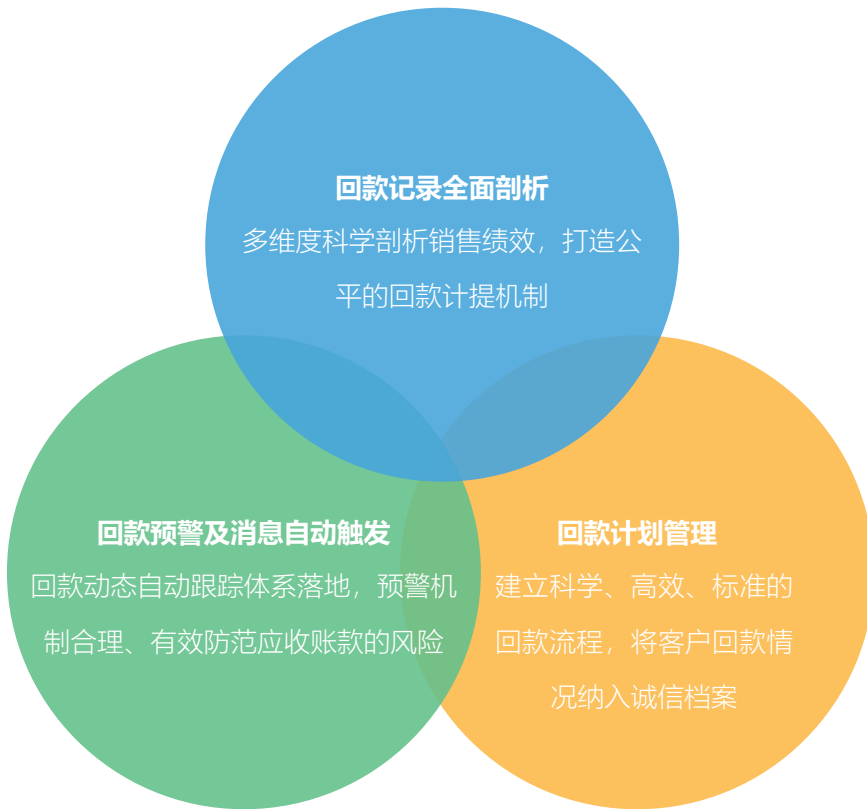 回款记录全面剖析
多维度科学剖析销售绩效，打造公
平的回款计提机制
回款预警及消息自动触发
回款动态自动跟踪体系落地，预警机
制合理、有效防范应收账款的风险
回款计划管理
建立科学、高效、标准的
回款流程，将客户回款情
况纳入诚信档案